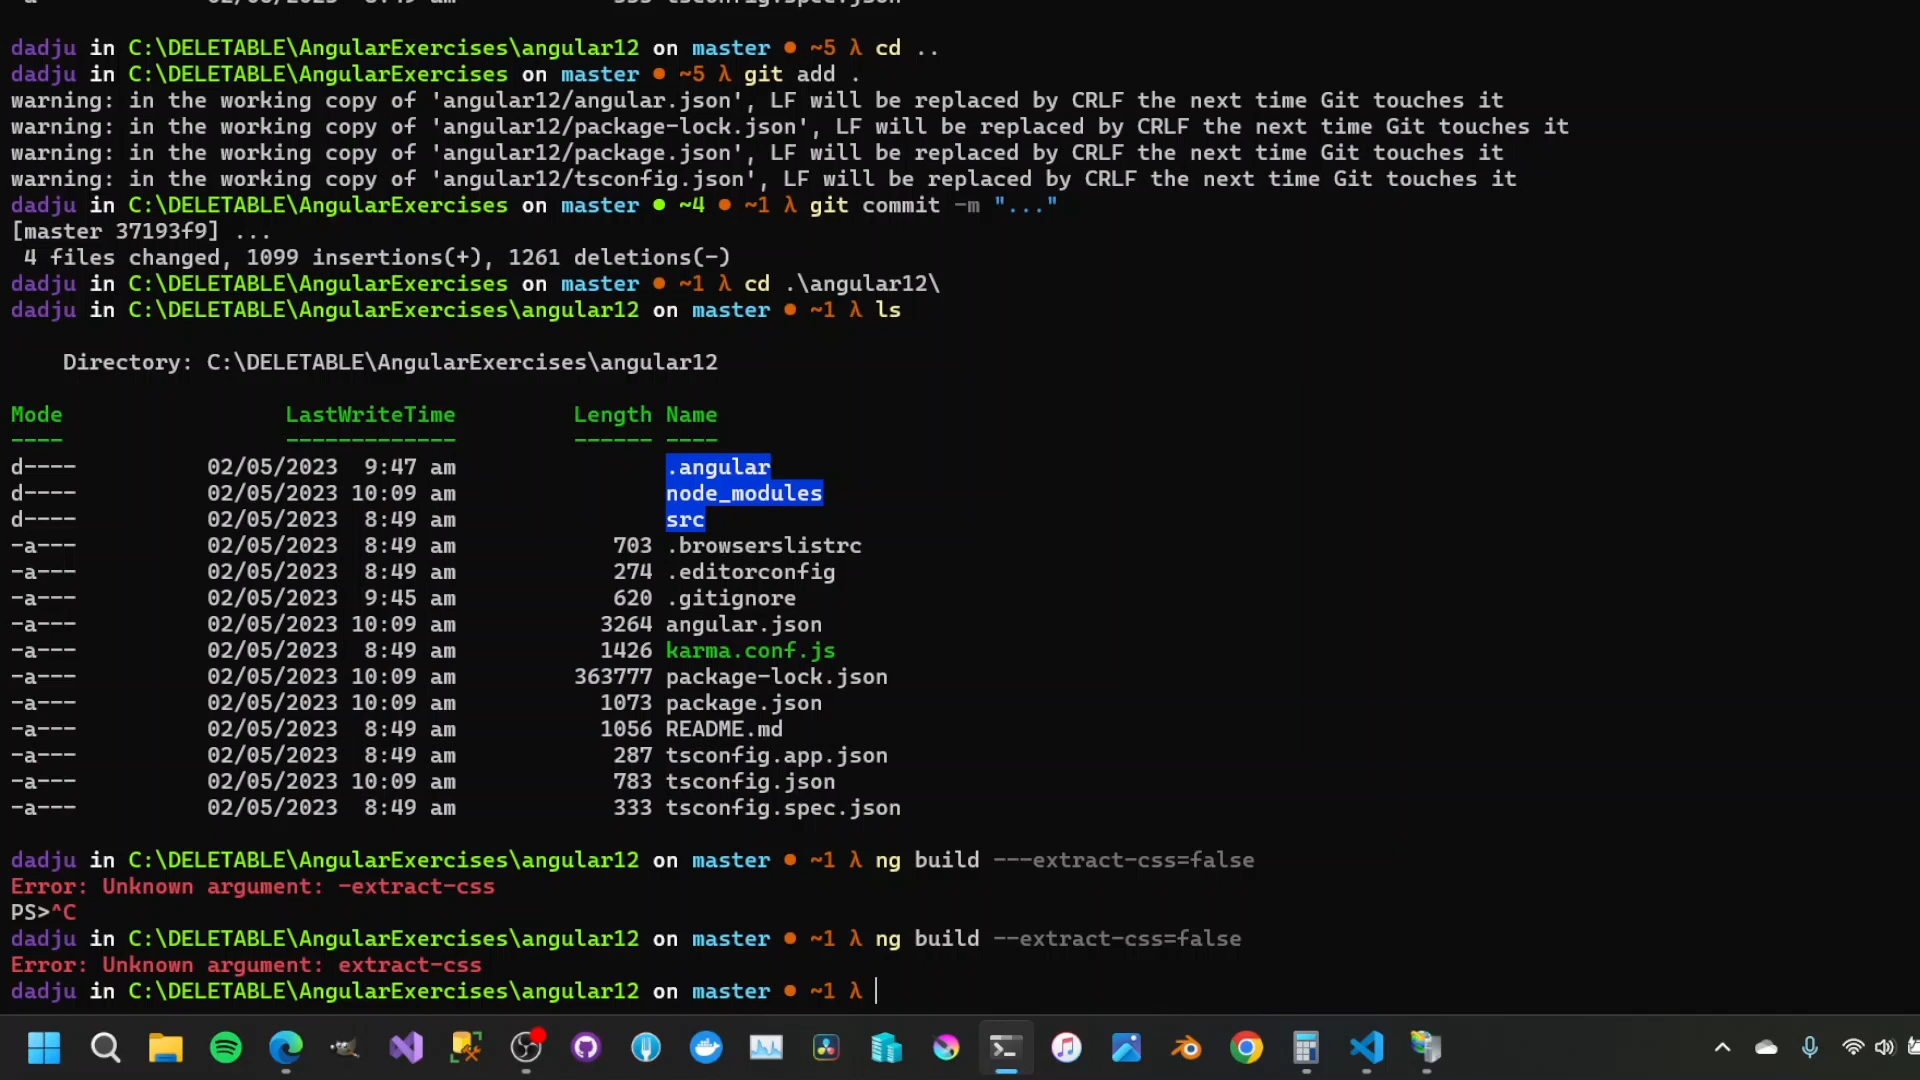 dadju in C:\DELETABLE\AngularExercises\angular12 on master ● ~5 λ cd ..
dadju in C:\DELETABLE\AngularExercises on master ● ~5 λ git add .
warning: in the working copy of 'angular12/angular.json', LF will be replaced by CRLF the next time Git touches it
warning: in the working copy of 'angular12/package-lock.json', LF will be replaced by CRLF the next time Git touches it
warning: in the working copy of 'angular12/package.json', LF will be replaced by CRLF the next time Git touches it
warning: in the working copy of 'angular12/tsconfig.json', LF will be replaced by CRLF the next time Git touches it
dadju in C:\DELETABLE\AngularExercises on master ● ~4 ● ~1 λ git commit -m "..."
[master 37193f9] ...
 4 files changed, 1099 insertions(+), 1261 deletions(-)
dadju in C:\DELETABLE\AngularExercises on master ● ~1 λ cd .\angular12\
dadju in C:\DELETABLE\AngularExercises\angular12 on master ● ~1 λ ls
    Directory: C:\DELETABLE\AngularExercises\angular12
Mode                 LastWriteTime         Length Name
----                 -------------         ------ ----
d----          02/05/2023  9:47 am                .angular
d----          02/05/2023 10:09 am                node_modules
d----          02/05/2023  8:49 am                src
-a---          02/05/2023  8:49 am            703 .browserslistrc
-a---          02/05/2023  8:49 am            274 .editorconfig
-a---          02/05/2023  9:45 am            620 .gitignore
-a---          02/05/2023 10:09 am           3264 angular.json
-a---          02/05/2023  8:49 am           1426 karma.conf.js
-a---          02/05/2023 10:09 am         363777 package-lock.json
-a---          02/05/2023 10:09 am           1073 package.json
-a---          02/05/2023  8:49 am           1056 README.md
-a---          02/05/2023  8:49 am            287 tsconfig.app.json
-a---          02/05/2023 10:09 am            783 tsconfig.json
-a---          02/05/2023  8:49 am            333 tsconfig.spec.json
dadju in C:\DELETABLE\AngularExercises\angular12 on master ● ~1 λ ng build ---extract-css=false
Error: Unknown argument: -extract-css
PS>^C
dadju in C:\DELETABLE\AngularExercises\angular12 on master ● ~1 λ ng build --extract-css=false
Error: Unknown argument: extract-css
dadju in C:\DELETABLE\AngularExercises\angular12 on master ● ~1 λ